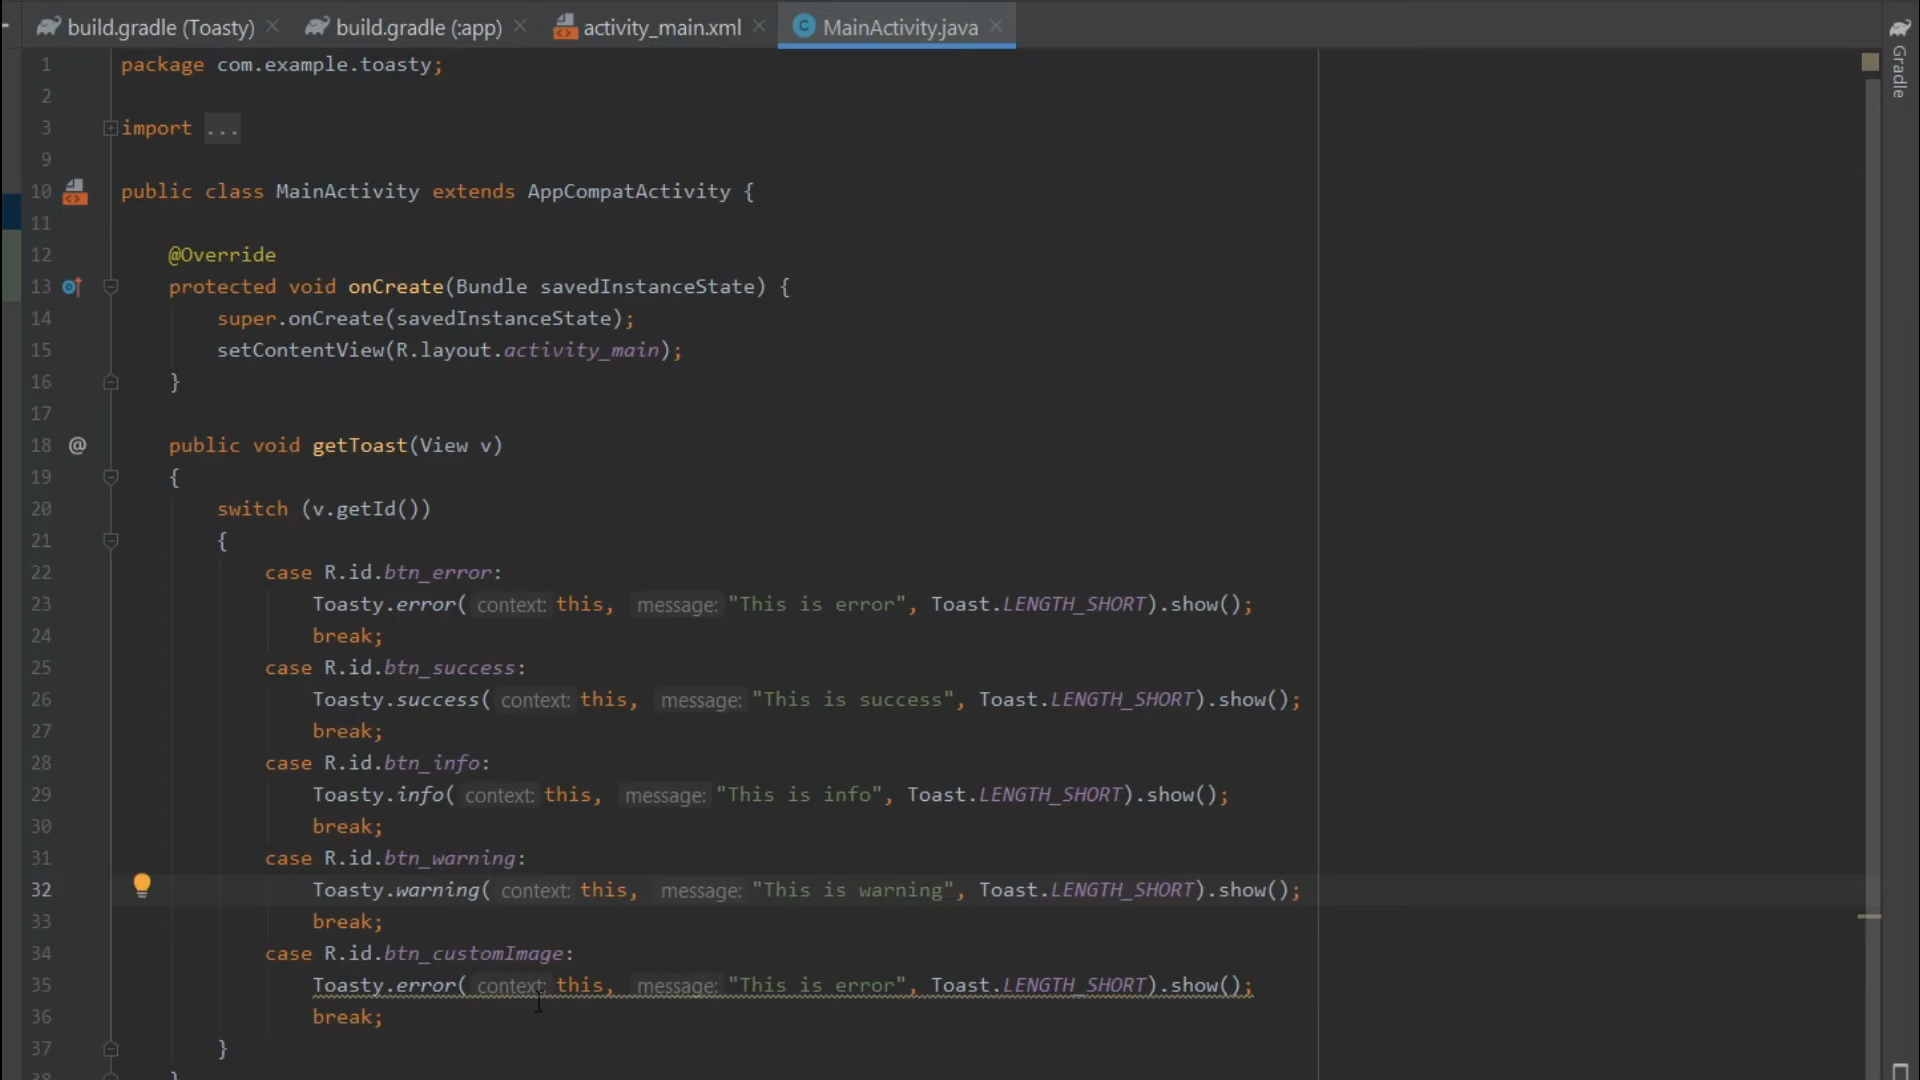 build.gradle (Toasty) build.gradle (:app) activity_main.xml MainActivity.java
Gradle
1 package com.example.toasty;
2
3 import ...
9
10 public class MainActivity extends AppCompatActivity {
11
12 @Override
13 protected void onCreate(Bundle savedInstanceState) {
14 super.onCreate(savedInstanceState);
15 setContentView(R.layout.activity_main);
16 }
17
18 @ public void getToast(View v)
19 {
20 switch (v.getId())
21 {
22 case R.id.btn_error:
23 Toasty.error( context: this, message: "This is error", Toast.LENGTH_SHORT).show();
24 break;
25 case R.id.btn_success:
26 Toasty.success( context: this, message: "This is success", Toast.LENGTH_SHORT).show();
27 break;
28 case R.id.btn_info:
29 Toasty.info( context: this, message: "This is info", Toast.LENGTH_SHORT).show();
30 break;
31 case R.id.btn_warning:
32 Toasty.warning( context: this, message: "This is warning", Toast.LENGTH_SHORT).show();
33 break;
34 case R.id.btn_customImage:
35 Toasty.error( context: this, message: "This is error", Toast.LENGTH_SHORT).show();
36 break;
37 }
38 }